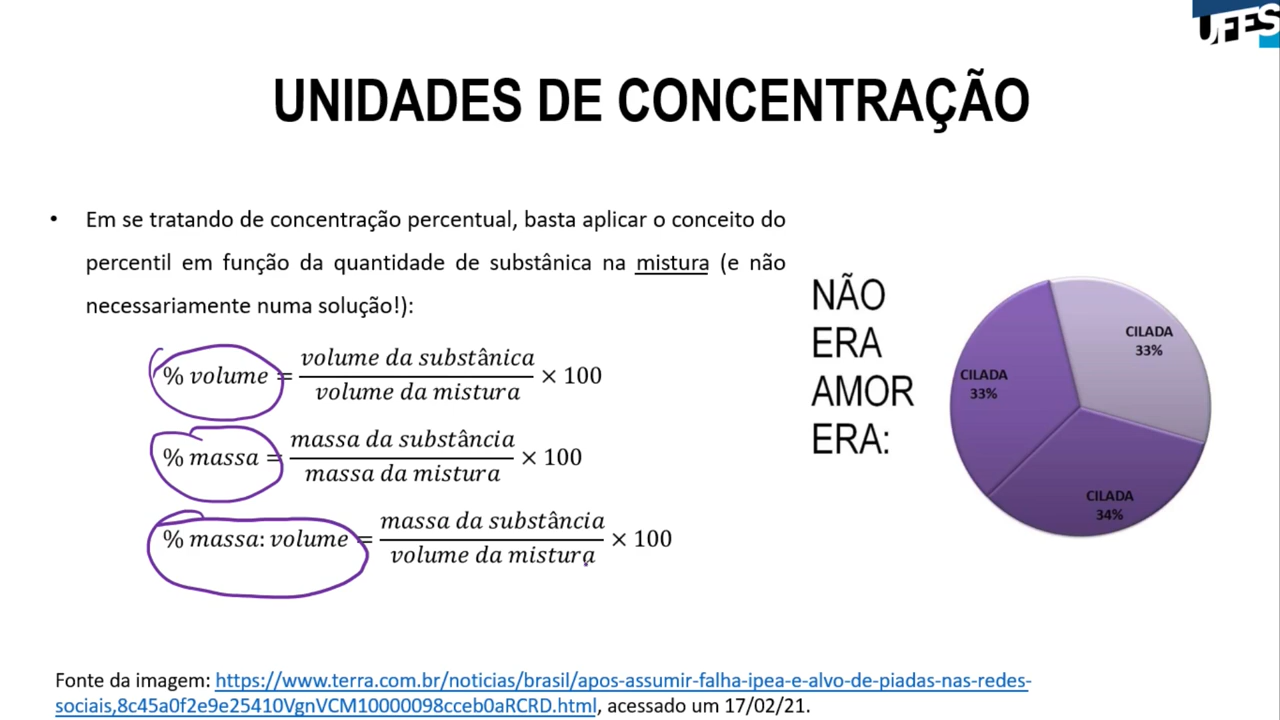 UFES
UNIDADES DE CONCENTRAÇÃO
• Em se tratando de concentração percentual, basta aplicar o conceito do
percentil em função da quantidade de substânica na mistura (e não
necessariamente numa solução!):
% volume = volume da substânica / volume da mistura × 100
% massa = massa da substância / massa da mistura × 100
% massa: volume = massa da substância / volume da mistura × 100
NÃO
ERA
AMOR
ERA:
CILADA
33%
CILADA
33%
CILADA
34%
Fonte da imagem: https://www.terra.com.br/noticias/brasil/apos-assumir-falha-ipea-e-alvo-de-piadas-nas-redes-
sociais,8c45a0f2e9e25410VgnVCM10000098cceb0aRCRD.html, acessado um 17/02/21.